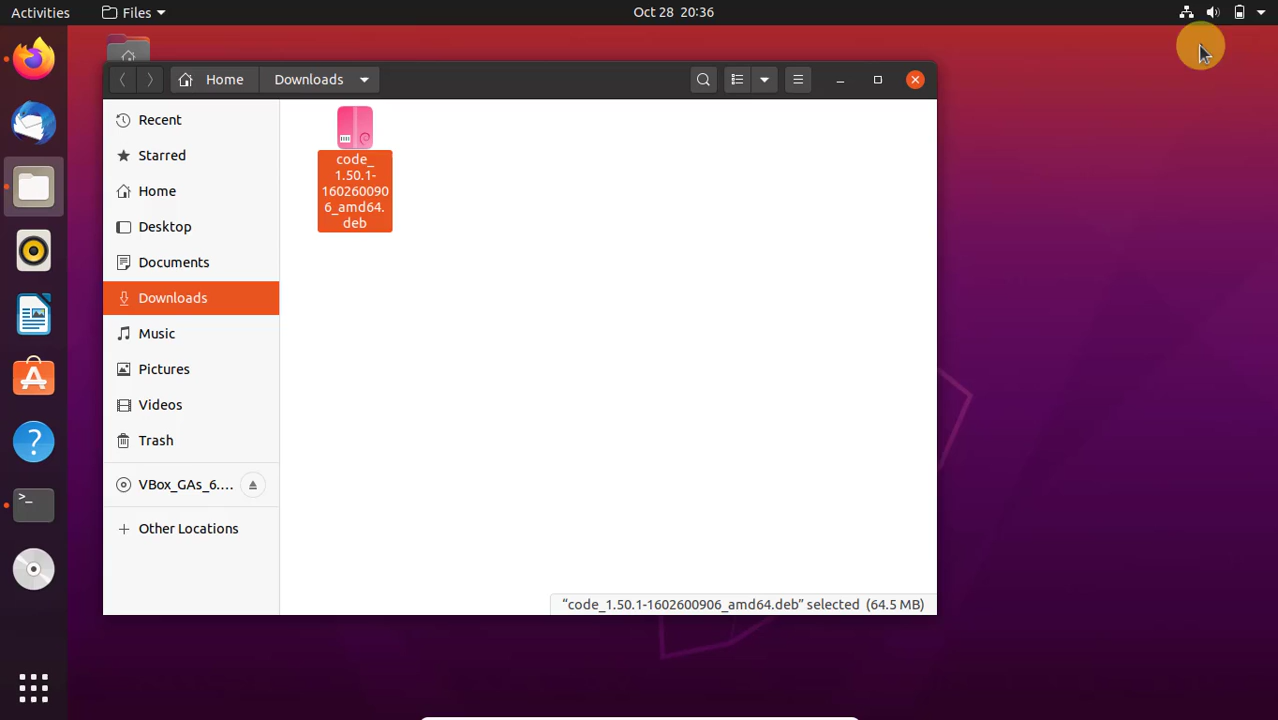 Activities
Files
Oct 28 20:36
Home
Downloads
Recent
Starred
Home
Desktop
Documents
Downloads
Music
Pictures
Videos
Trash
VBox_GAs_6....
Other Locations
code_
1.50.1-
160260090
6_amd64.
deb
“code_1.50.1-1602600906_amd64.deb” selected (64.5 MB)